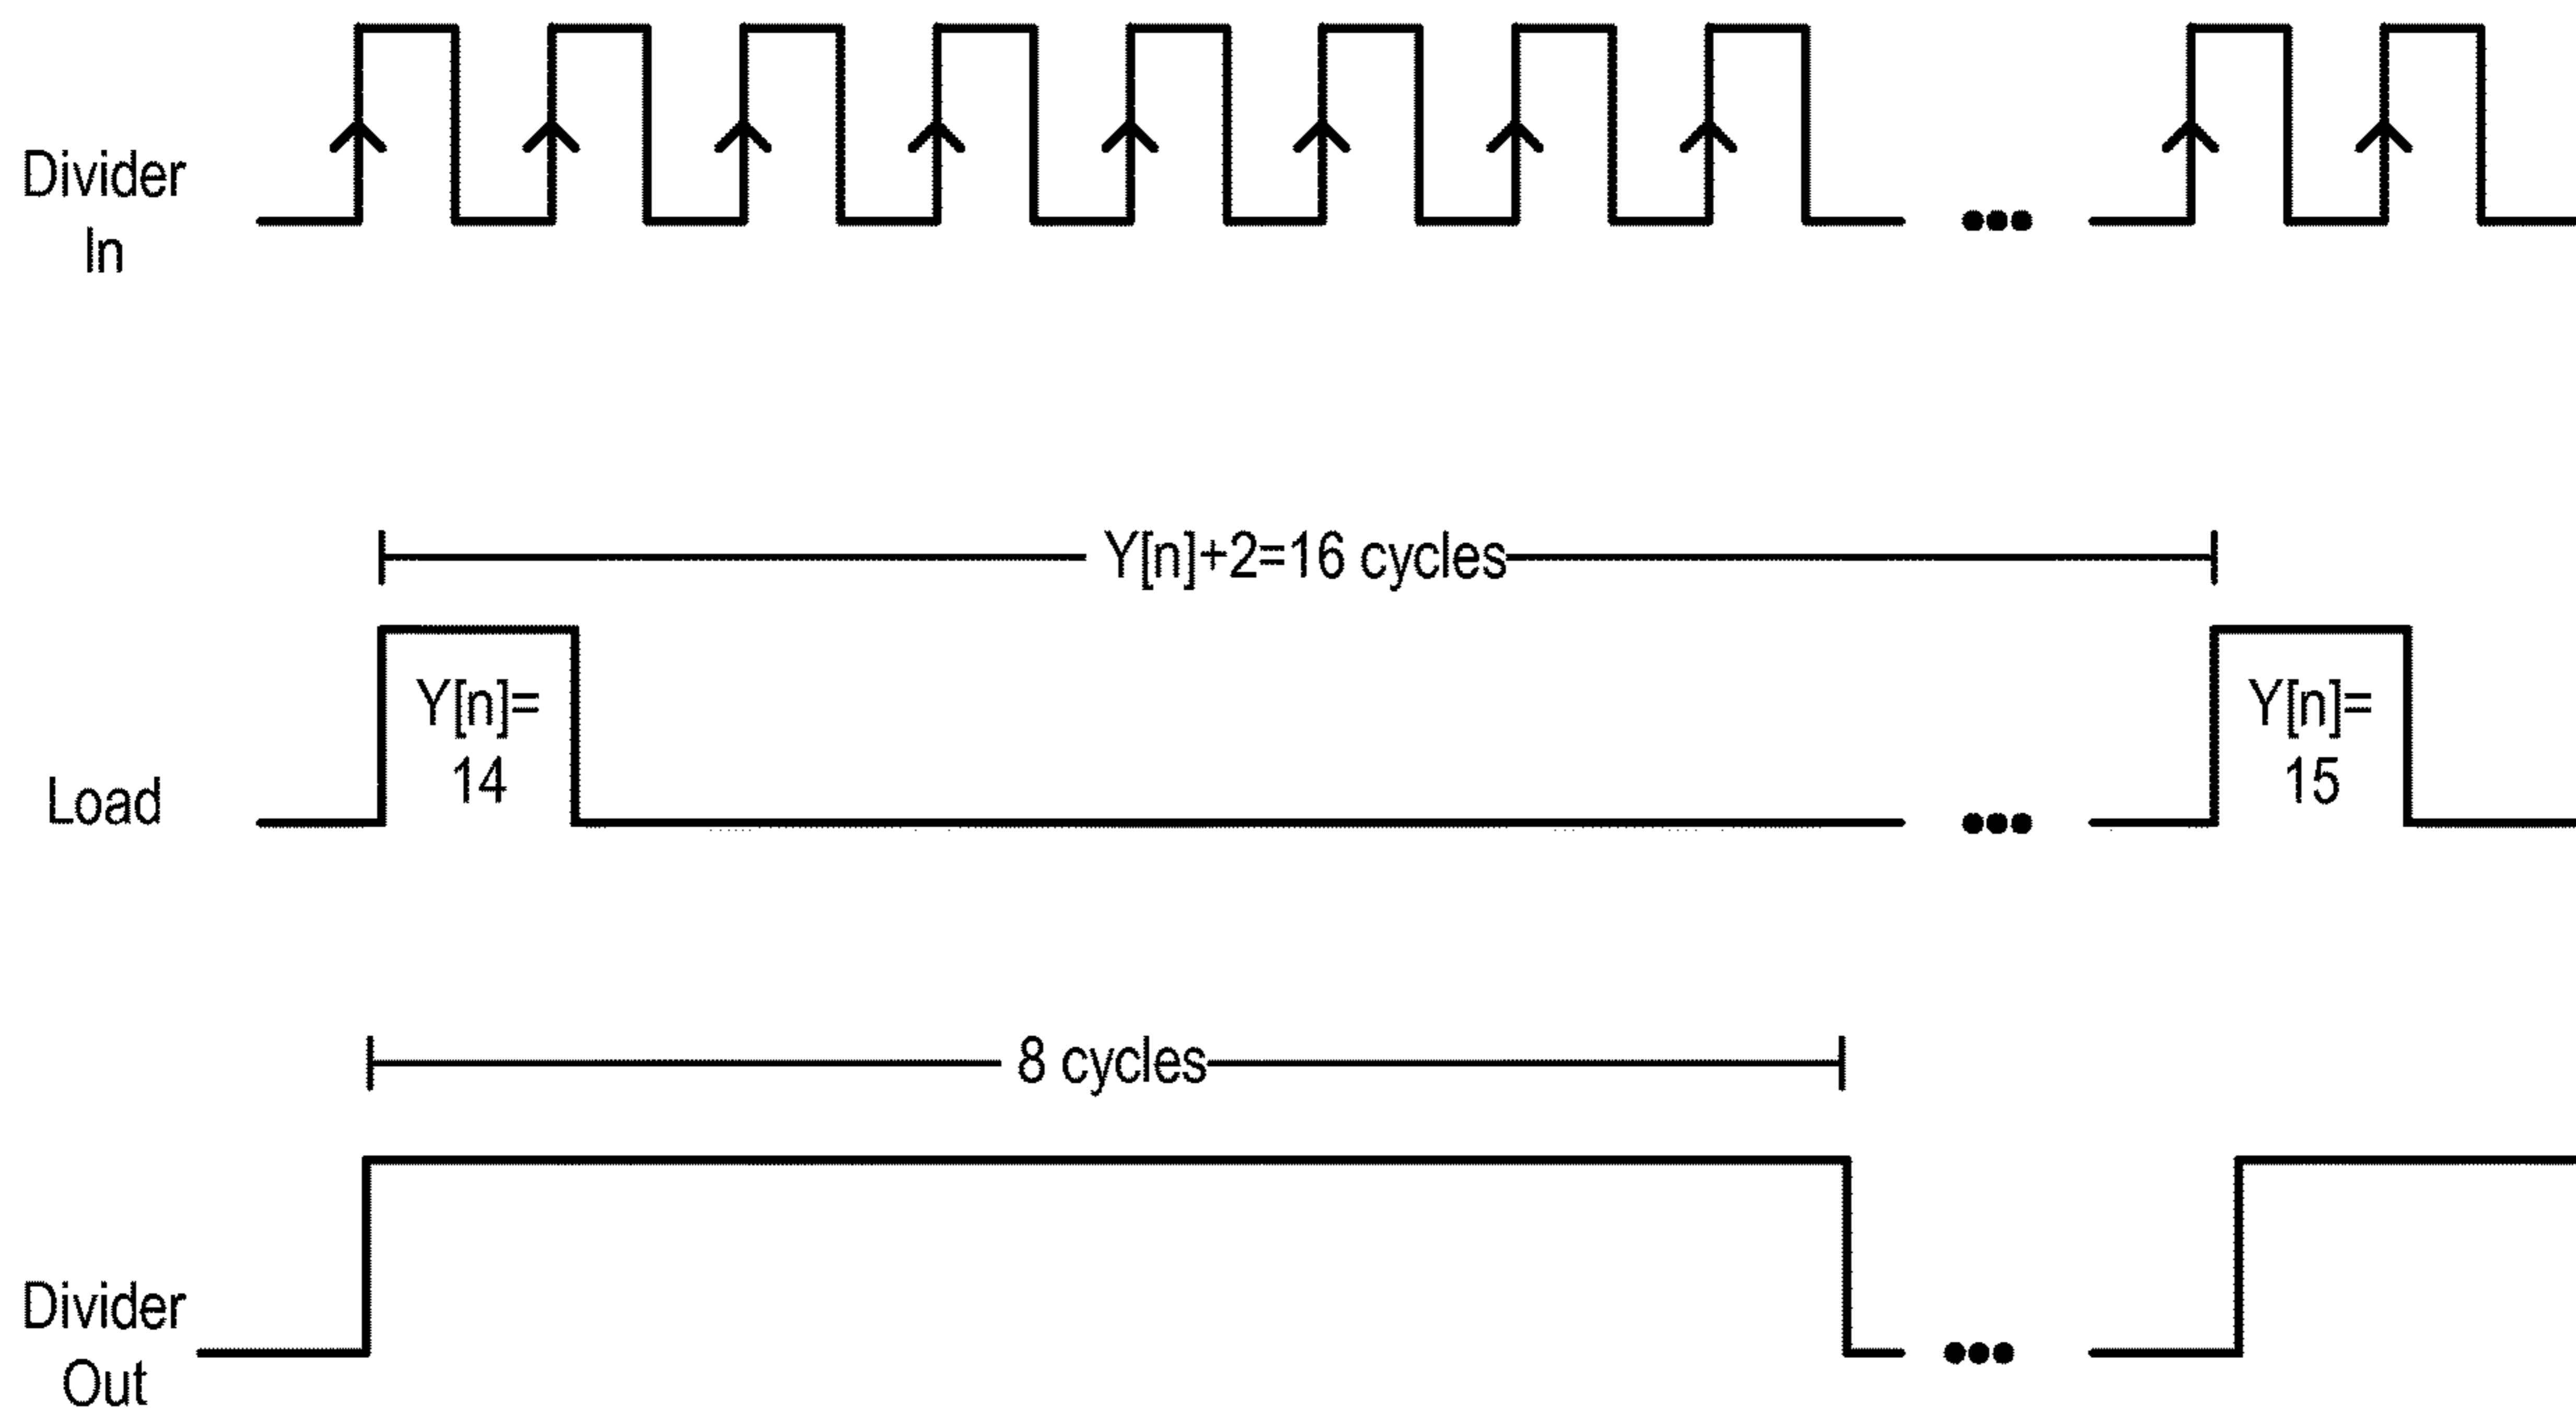 Divider
In
Y[n]+2=16 cycles
Y[n]=
14
Y[n]=
15
Load
8 cycles
Divider
Out